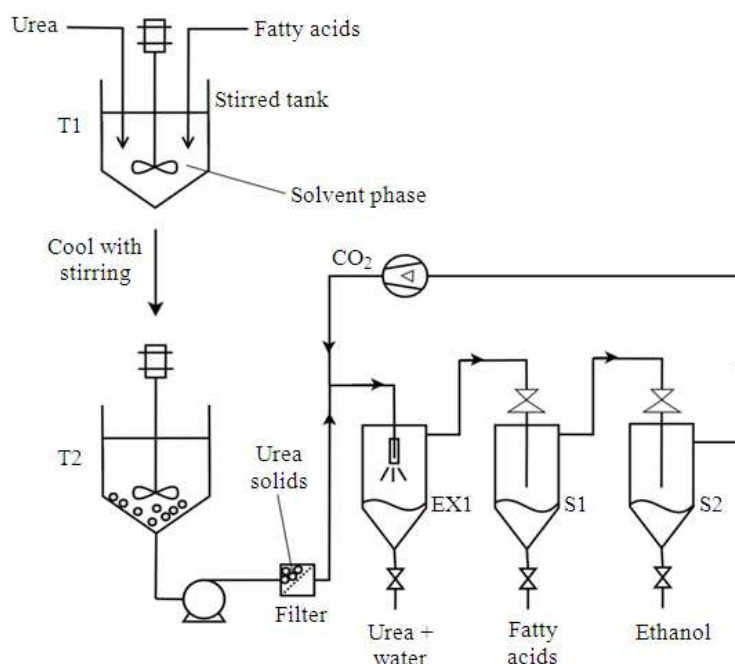 Urea
Fatty acids
Stirred tank
T1
Solvent phase
Cool with
stirring
CO₂
T2
Urea
solids
EX1
S1
S2
Filter
Urea +
water
Fatty
acids
Ethanol